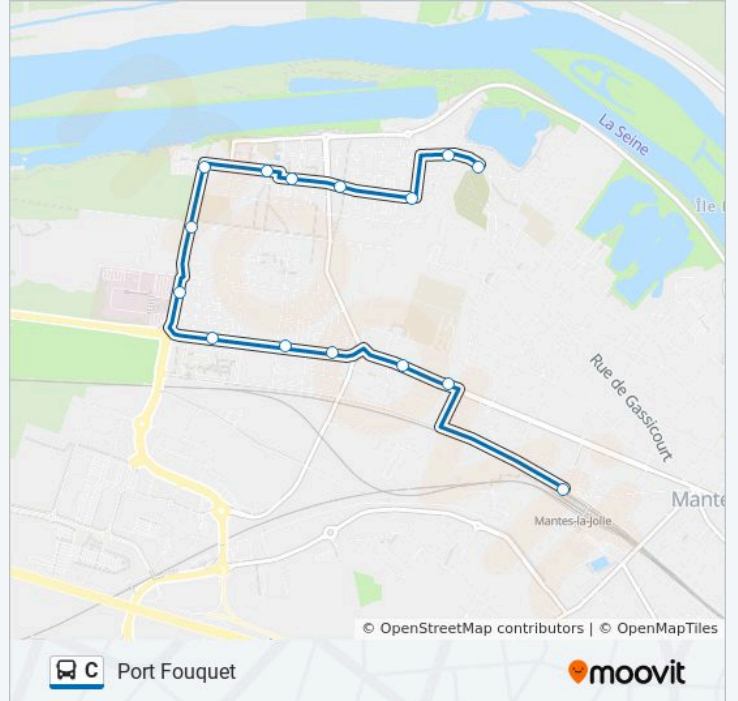 La Seine
Île
Rue de Gassicourt
Mante
Mantes-la-Jolie
© OpenStreetMap contributors | © OpenMapTiles
C Port Fouquet
moovit